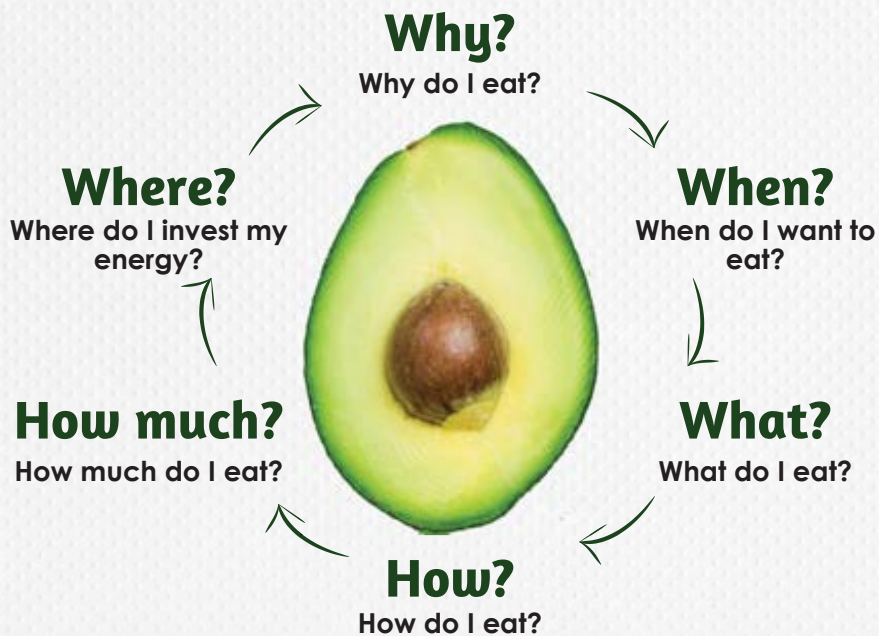 Why?
Why do I eat?
When?
When do I want to
eat?
What?
What do I eat?
How?
How do I eat?
How much?
How much do I eat?
Where?
Where do I invest my
energy?